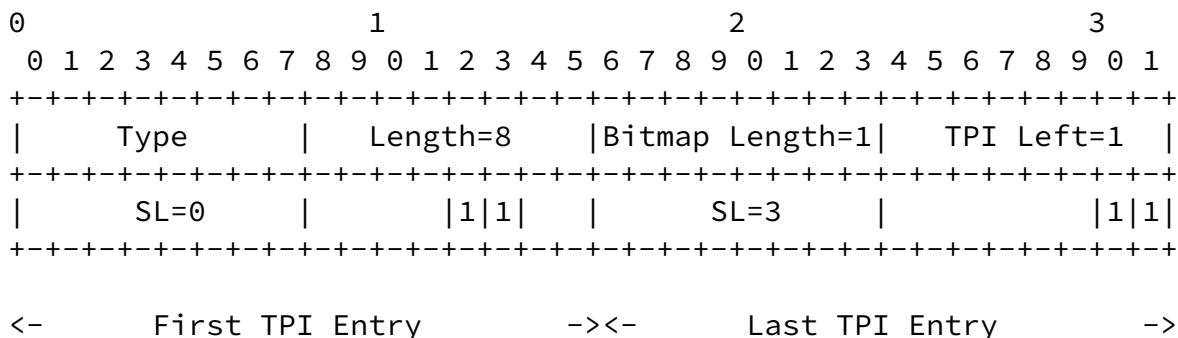 0                   1                   2                   3
 0 1 2 3 4 5 6 7 8 9 0 1 2 3 4 5 6 7 8 9 0 1 2 3 4 5 6 7 8 9 0 1
+-+-+-+-+-+-+-+-+-+-+-+-+-+-+-+-+-+-+-+-+-+-+-+-+-+-+-+-+-+-+-+-+
|     Type      |   Length=8    |Bitmap Length=1|   TPI Left=1  |
+-+-+-+-+-+-+-+-+-+-+-+-+-+-+-+-+-+-+-+-+-+-+-+-+-+-+-+-+-+-+-+-+
|      SL=0     |       |1|1|   |      SL=3     |           |1|1|
+-+-+-+-+-+-+-+-+-+-+-+-+-+-+-+-+-+-+-+-+-+-+-+-+-+-+-+-+-+-+-+-+
<-      First TPI Entry        -><-      Last TPI Entry        ->